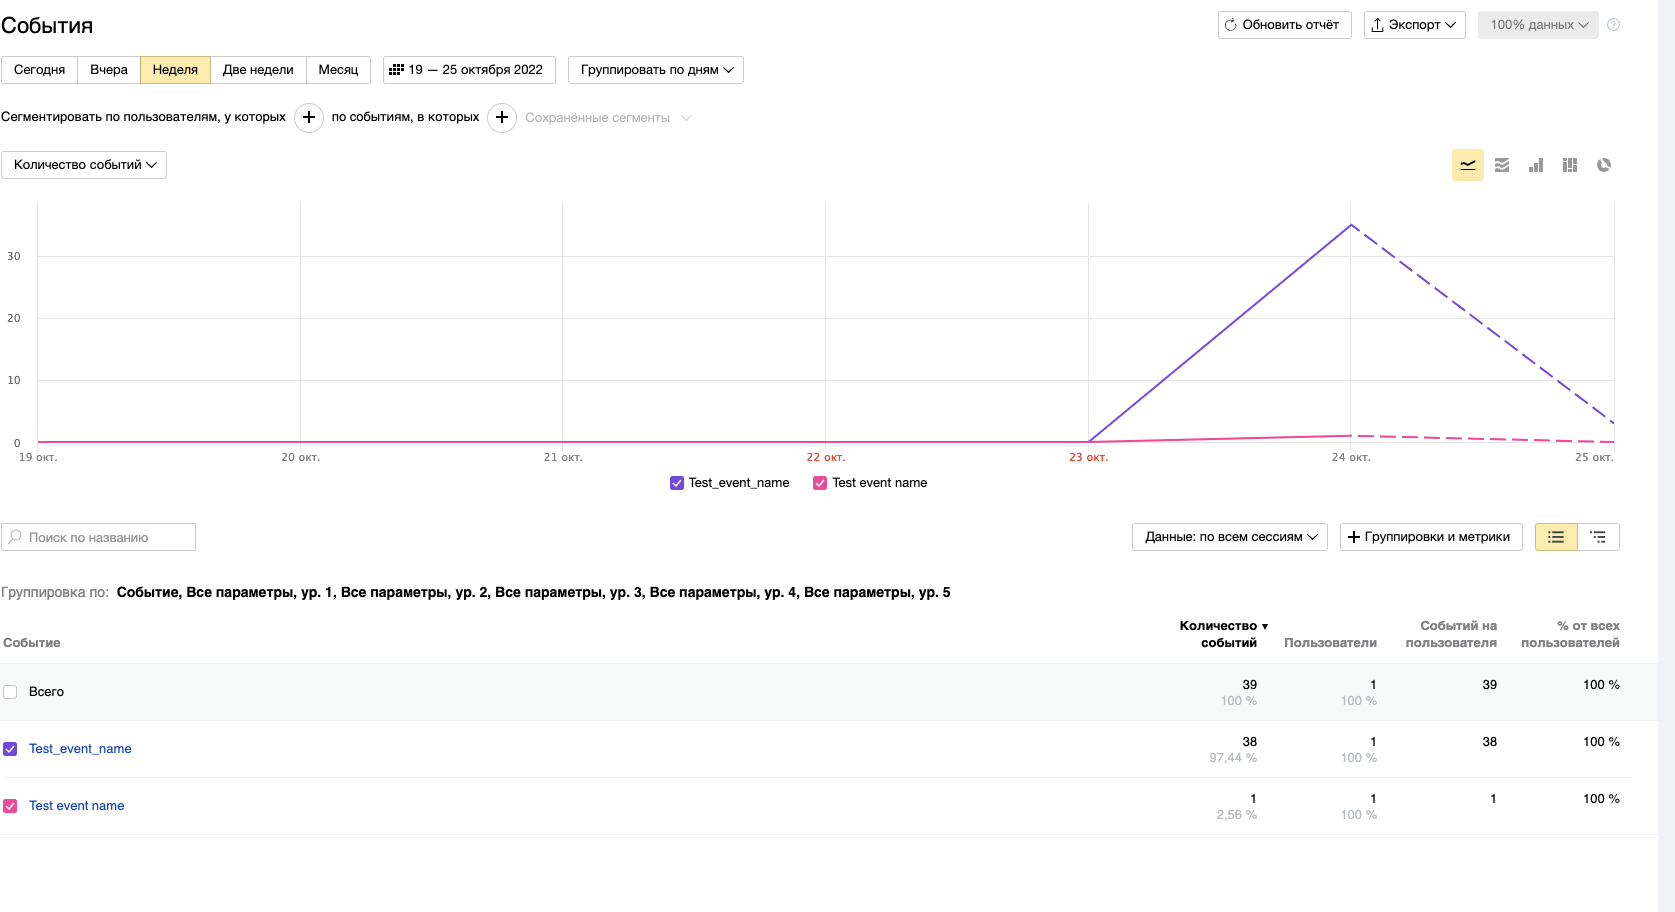 События
Обновить отчёт
Экспорт
100% данных
?
Сегодня
Вчера
Неделя
Две недели
Месяц
19 — 25 октября 2022
Группировать по дням
Сегментировать по пользователям, у которых + по событиям, в которых + Сохранённые сегменты
Количество событий
30
20
10
0
19 окт.
20 окт.
21 окт.
22 окт.
23 окт.
24 окт.
25 окт.
Test_event_name
Test event name
Поиск по названию
Данные: по всем сессиям
+ Группировки и метрики
Группировка по: Событие, Все параметры, ур. 1, Все параметры, ур. 2, Все параметры, ур. 3, Все параметры, ур. 4, Все параметры, ур. 5
Событие
Количество ▼
событий
Пользователи
Событий на
пользователя
% от всех
пользователей
Всего
39
100 %
1
100 %
39
100 %
Test_event_name
38
97,44 %
1
100 %
38
100 %
Test event name
1
2,56 %
1
100 %
1
100 %